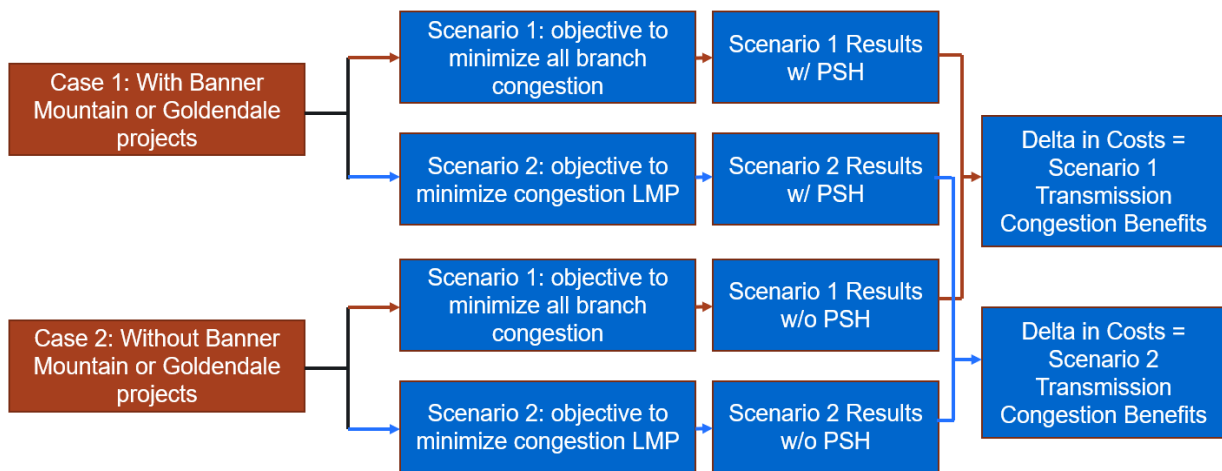 Case 1: With Banner
Mountain or Goldendale
projects
Scenario 1: objective to
minimize all branch
congestion
Scenario 1 Results
w/ PSH
Scenario 2: objective to
minimize congestion LMP
Scenario 2 Results
w/ PSH
Delta in Costs =
Scenario 1
Transmission
Congestion Benefits
Case 2: Without Banner
Mountain or Goldendale
projects
Scenario 1: objective to
minimize all branch
congestion
Scenario 1 Results
w/o PSH
Scenario 2: objective to
minimize congestion LMP
Scenario 2 Results
w/o PSH
Delta in Costs =
Scenario 2
Transmission
Congestion Benefits